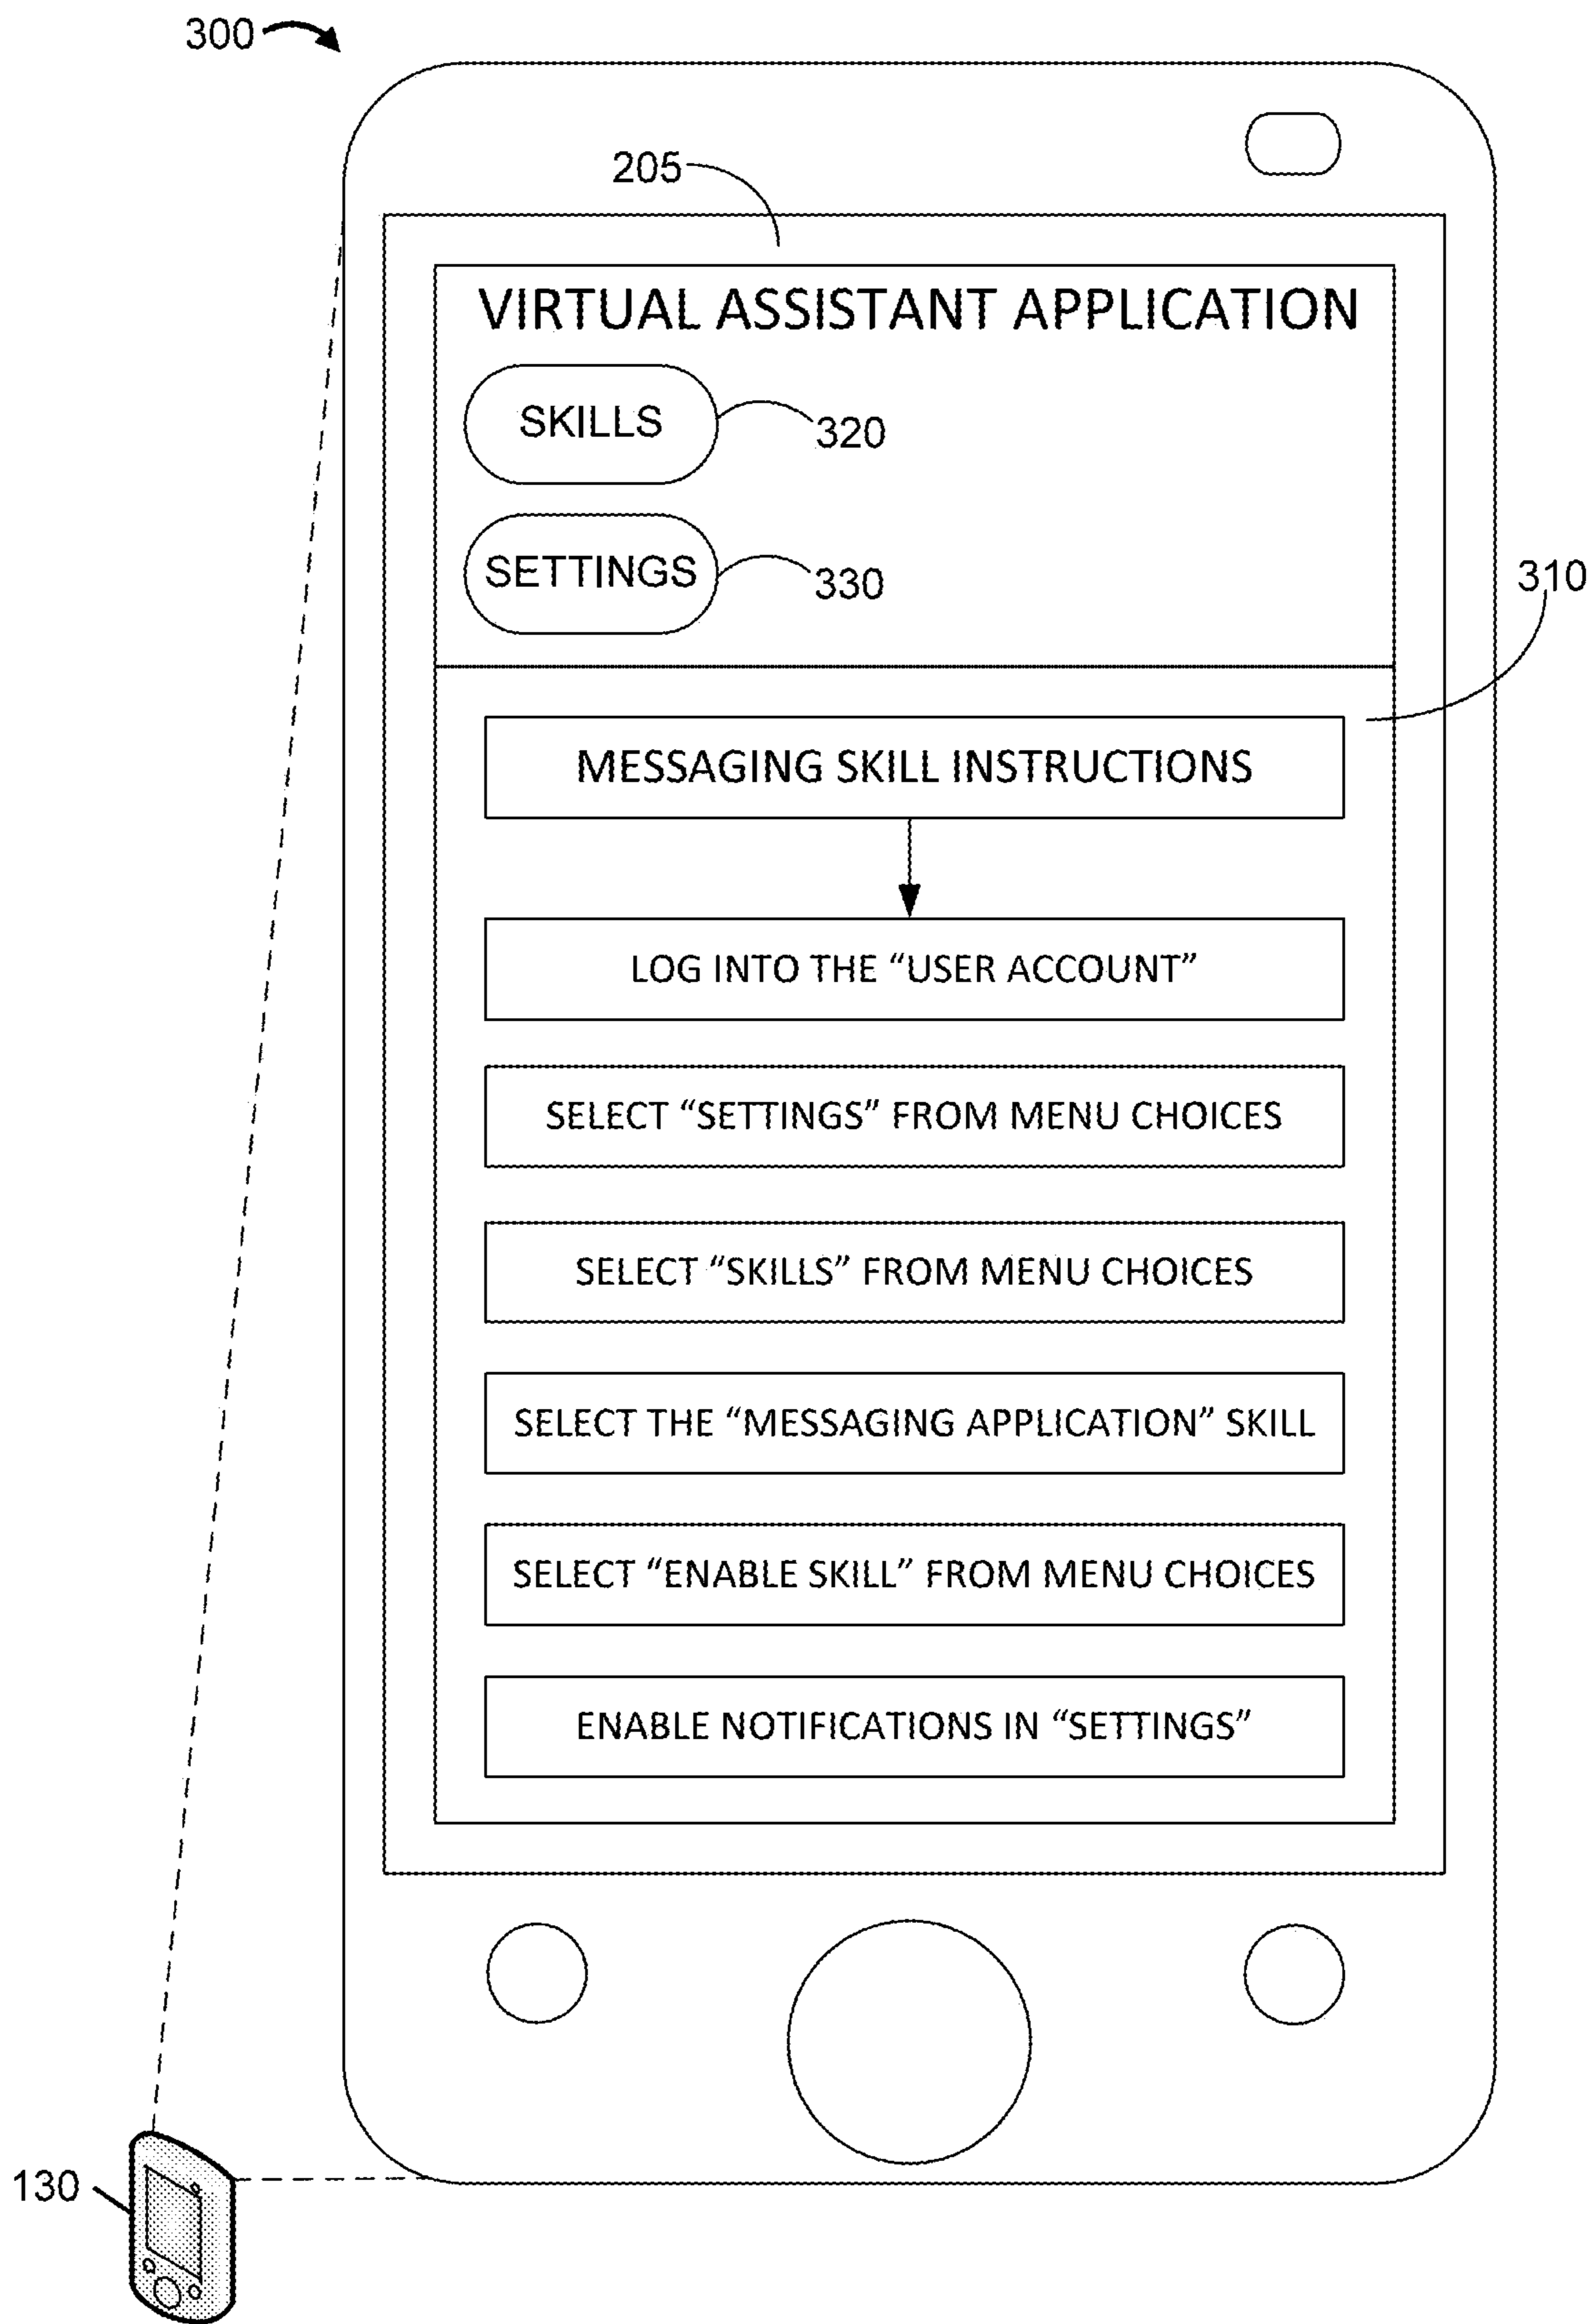 300
205
VIRTUAL ASSISTANT APPLICATION
SKILLS
320
SETTINGS
330
310
MESSAGING SKILL INSTRUCTIONS
LOG INTO THE “USER ACCOUNT”
SELECT “SETTINGS” FROM MENU CHOICES
SELECT “SKILLS” FROM MENU CHOICES
SELECT THE “MESSAGING APPLICATION” SKILL
SELECT “ENABLE SKILL” FROM MENU CHOICES
ENABLE NOTIFICATIONS IN “SETTINGS”
130